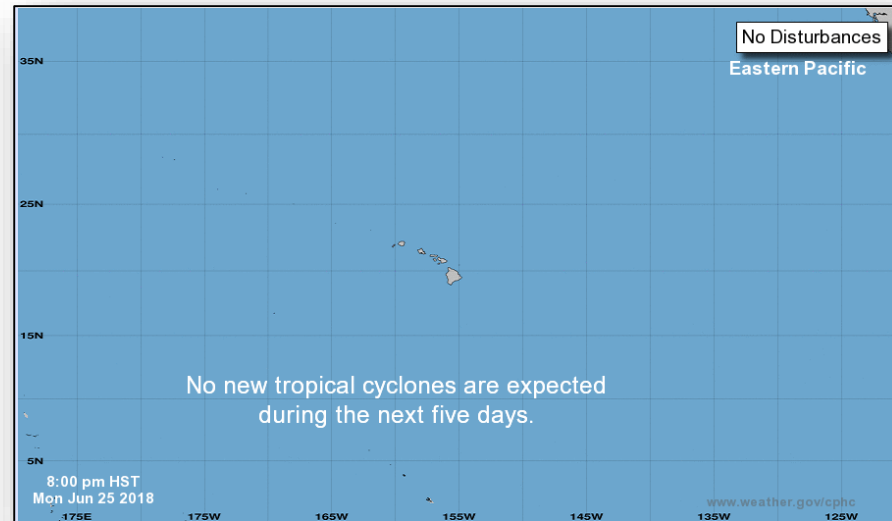 No Disturbances
Eastern Pacific
35N
25N
15N
No new tropical cyclones are expected
during the next five days.
5N
8:00 pm HST
Mon Jun 25 2018
www.weather.gov/cphc
175E 175W 165W 155W 145W 135W 125W